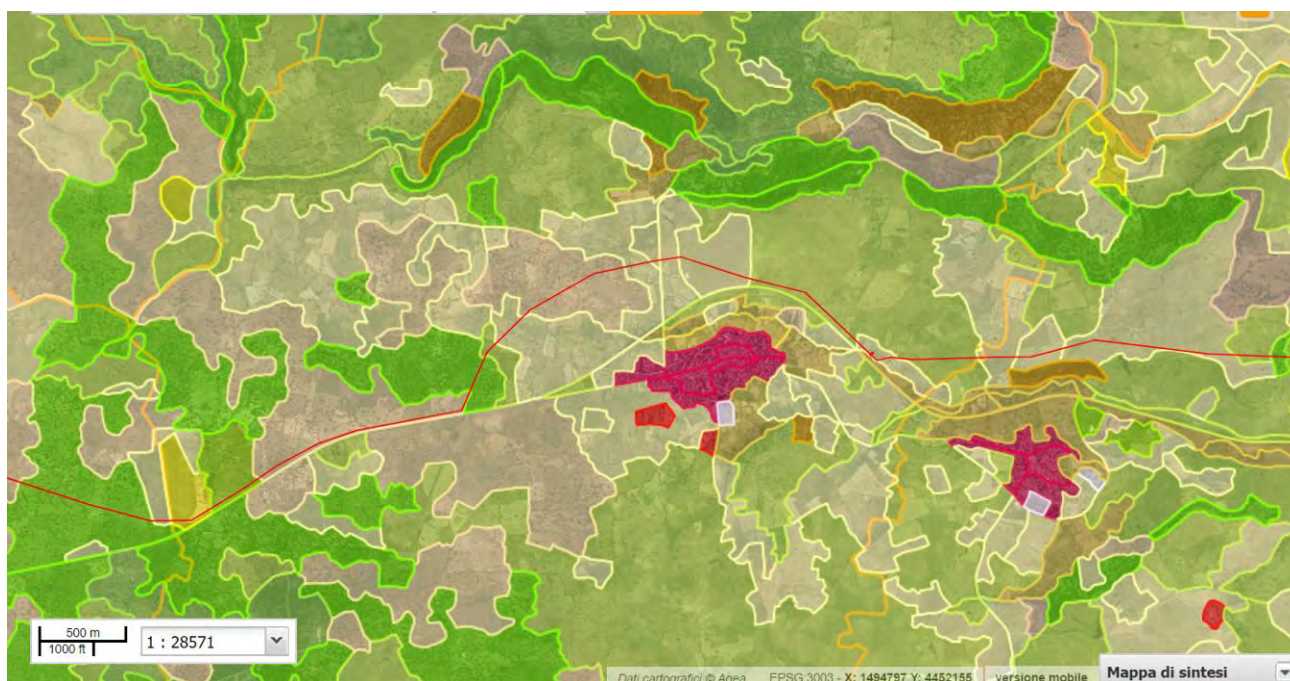 500 m
1000 ft
1 : 28571
Dati cartografici © Agea EPSG 3003 - X: 1494797 Y: 4452155 versione mobile
Mappa di sintesi